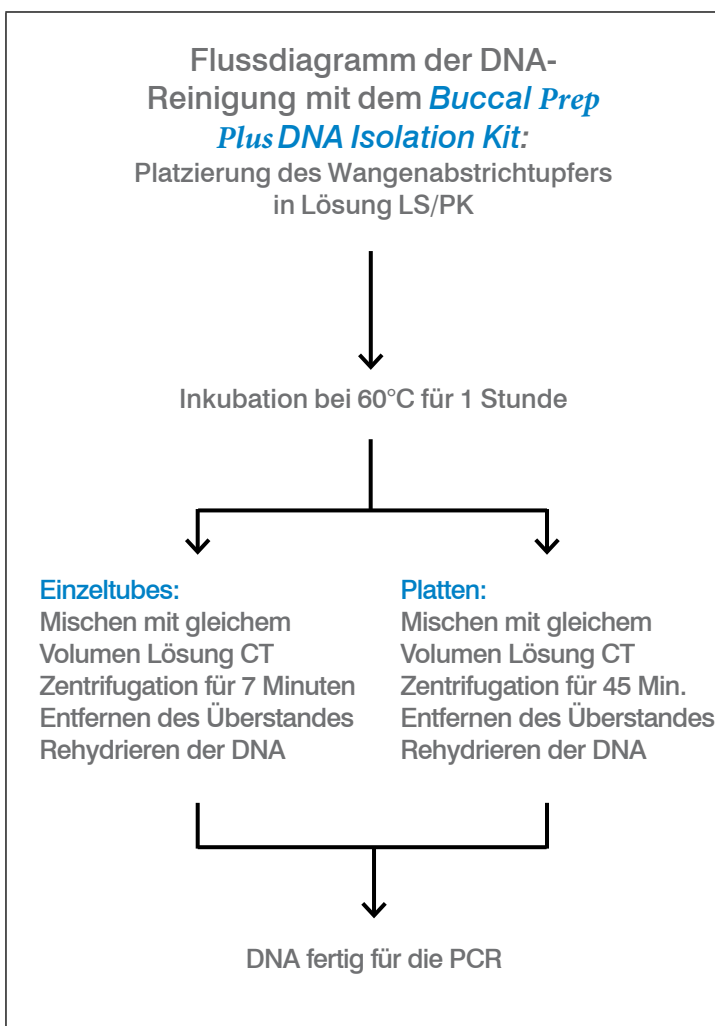 Flussdiagramm der DNA-
Reinigung mit dem Buccal Prep
Plus DNA Isolation Kit:
Platzierung des Wangenabstrichtupfers
in Lösung LS/PK
Inkubation bei 60°C für 1 Stunde
Einzeltubes:
Mischen mit gleichem
Volumen Lösung CT
Zentrifugation für 7 Minuten
Entfernen des Überstandes
Rehydrieren der DNA
Platten:
Mischen mit gleichem
Volumen Lösung CT
Zentrifugation für 45 Min.
Entfernen des Überstandes
Rehydrieren der DNA
DNA fertig für die PCR